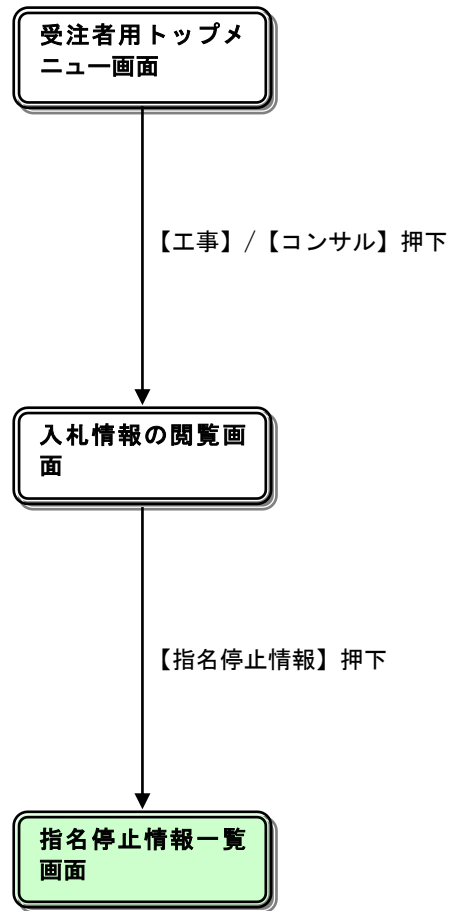 受注者用トップメ
ニュー画面
【工事】/【コンサル】押下
入札情報の閲覧画
面
【指名停止情報】押下
指名停止情報一覧
画面